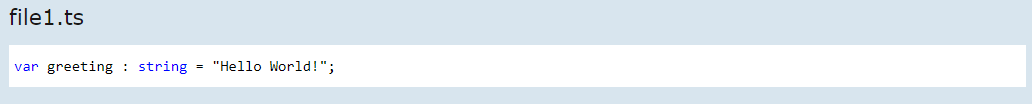 file1.ts
var greeting : string = "Hello World!";